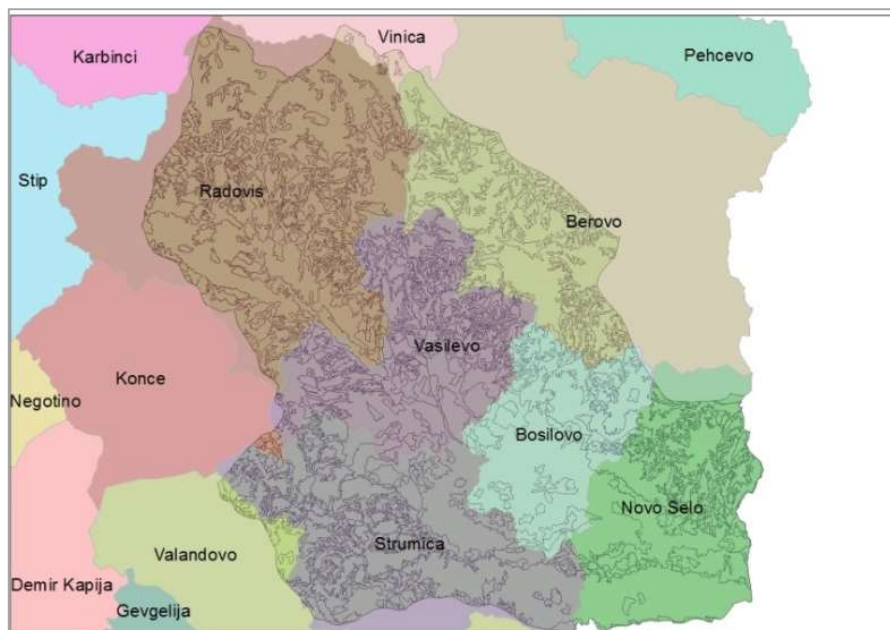 Vinica
Karbinci
Pehcevo
Stip
Radovis
Berovo
Vasilevo
Konce
Negotino
Bosilovo
Novo Selo
Strumica
Valandovo
Demir Kapija
Gevgelija